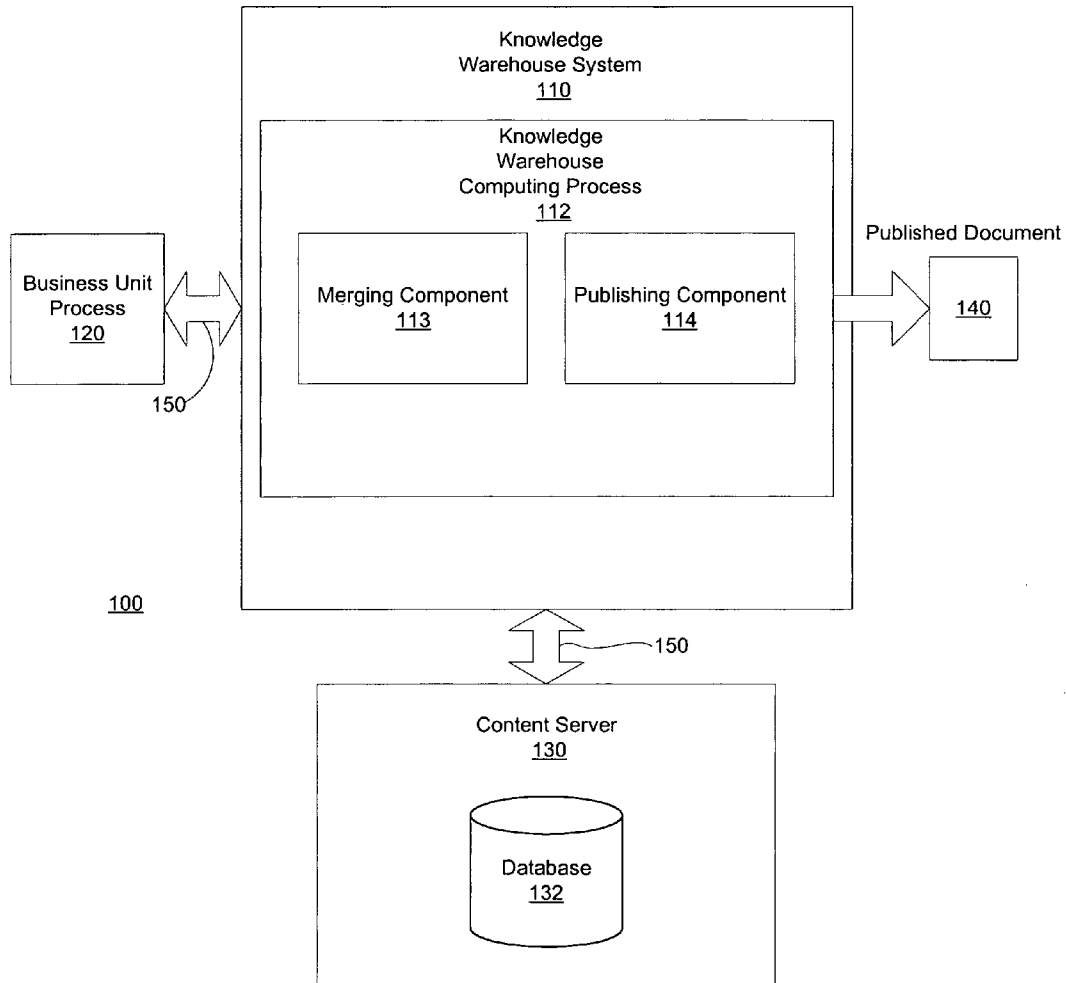 Knowledge
Warehouse System
110
Knowledge
Warehouse
Computing Process
112
Business Unit
Process
120
150
Merging Component
113
Publishing Component
114
Published Document
140
100
150
Content Server
130
Database
132